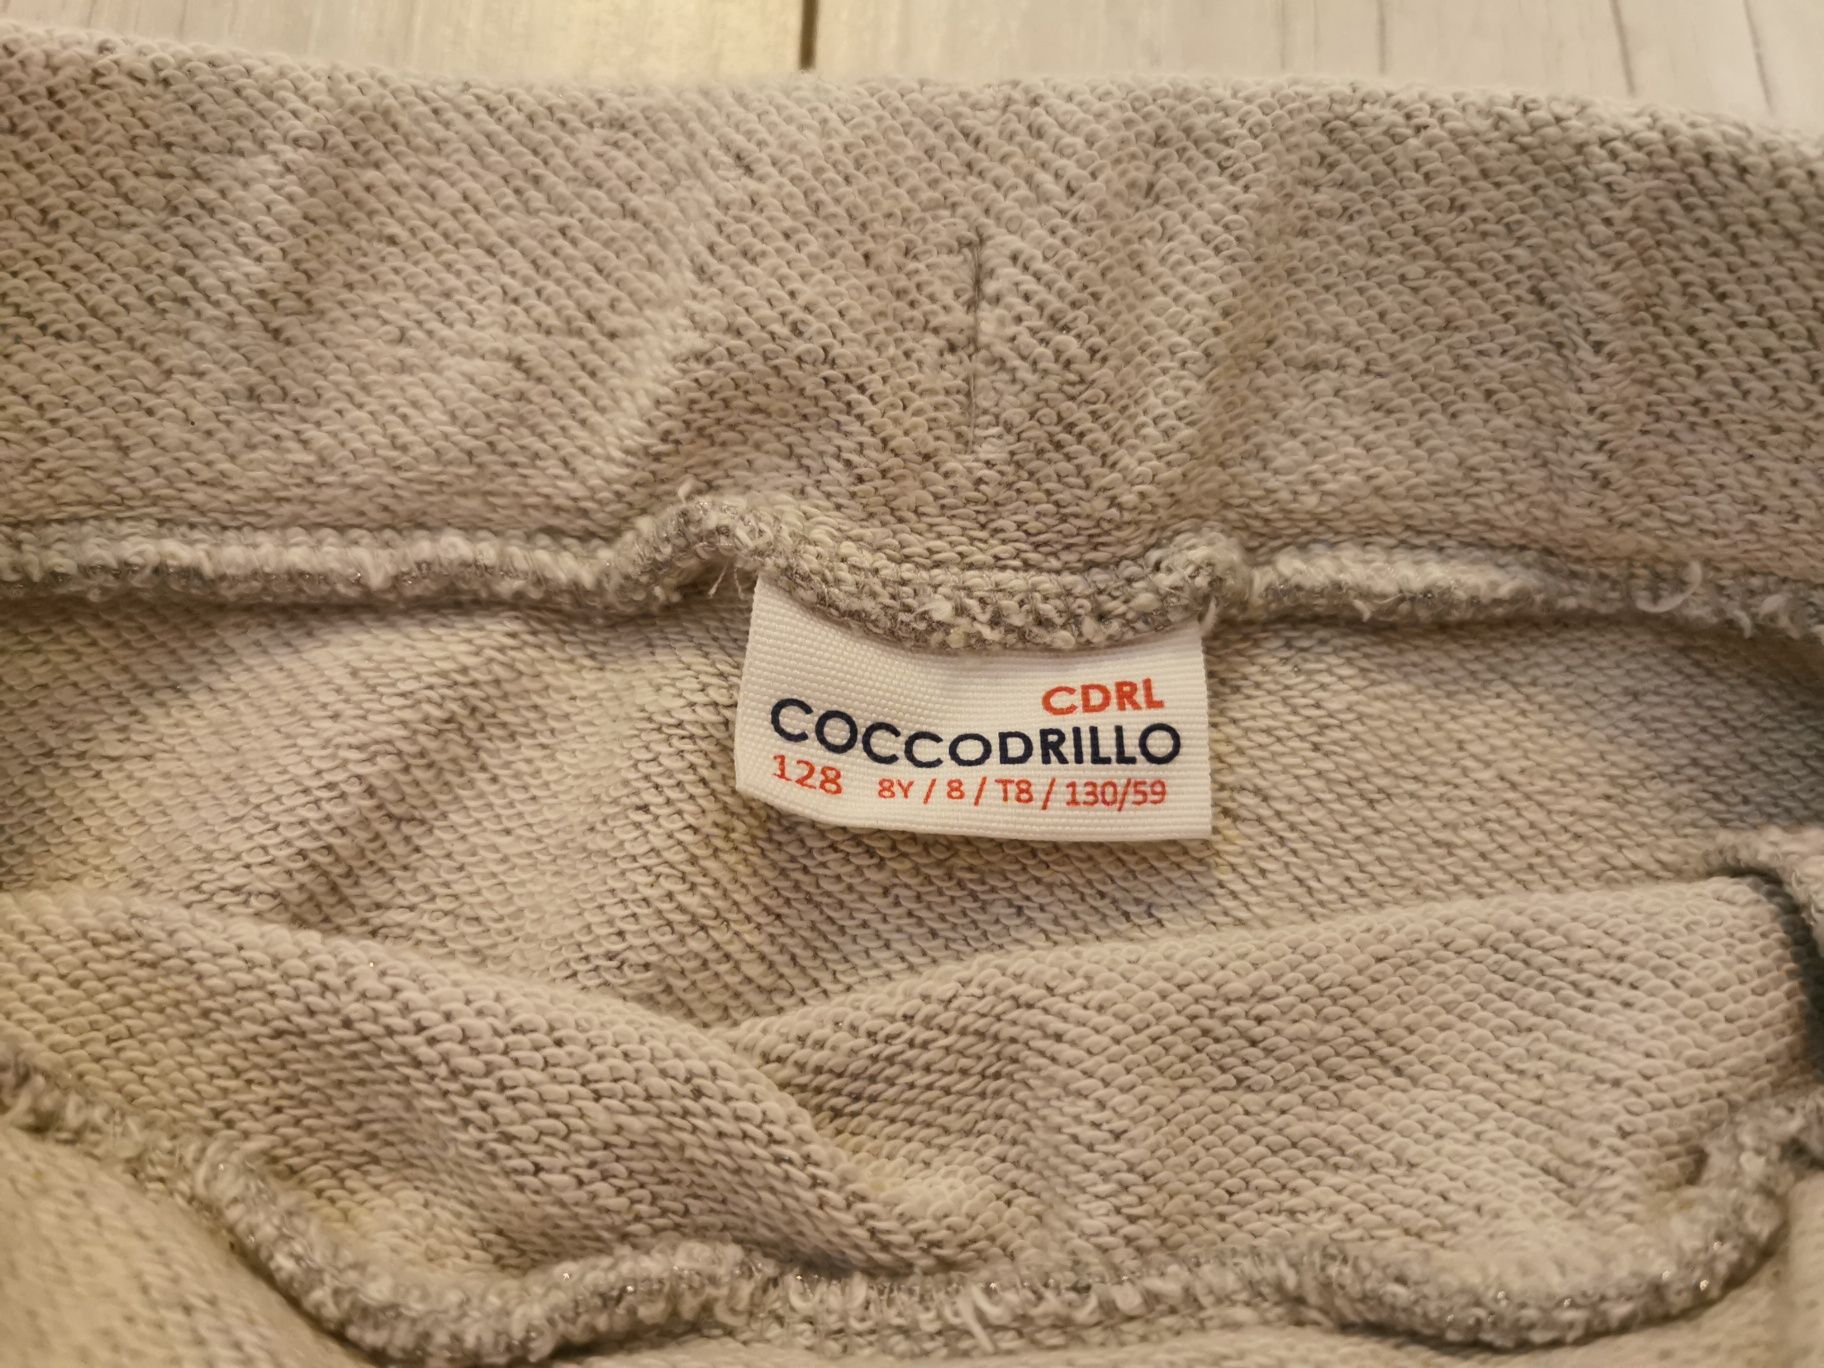 CDRL
COCCODRILLO
128 8Y / 8 / T8 / 130/59